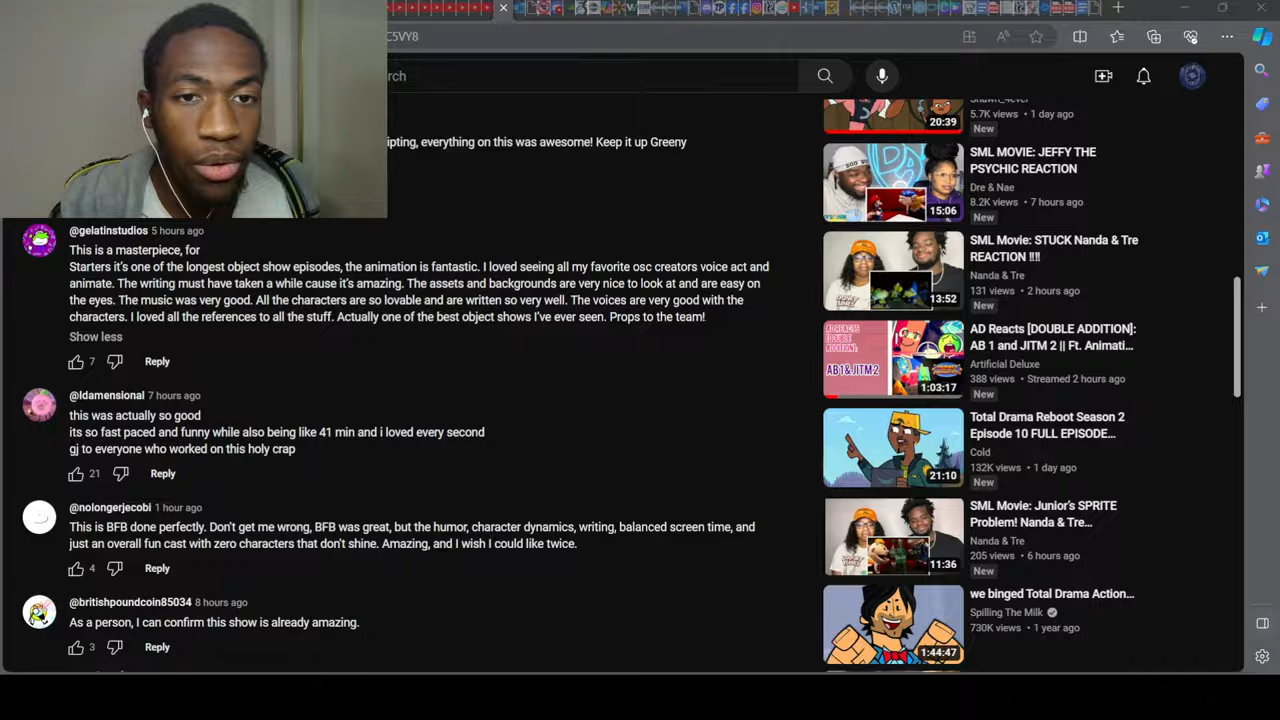 C5VY8
rch
ipting, everything on this was awesome! Keep it up Greeny
@gelatinstudios 5 hours ago
This is a masterpiece, for
Starters it's one of the longest object show episodes, the animation is fantastic. I loved seeing all my favorite osc creators voice act and
animate. The writing must have taken a while cause it's amazing. The assets and backgrounds are very nice to look at and are easy on
the eyes. The music was very good. All the characters are so lovable and are written so very well. The voices are very good with the
characters. I loved all the references to all the stuff. Actually one of the best object shows I've ever seen. Props to the team!
Show less
7 Reply
@ldamensional 7 hours ago
this was actually so good
its so fast paced and funny while also being like 41 min and i loved every second
gj to everyone who worked on this holy crap
21 Reply
@nolongerjecobi 1 hour ago
This is BFB done perfectly. Don't get me wrong, BFB was great, but the humor, character dynamics, writing, balanced screen time, and
just an overall fun cast with zero characters that don't shine. Amazing, and I wish I could like twice.
4 Reply
@britishpoundcoin85034 8 hours ago
As a person, I can confirm this show is already amazing.
3 Reply
20:39
5.7K views • 1 day ago
New
15:06
SML MOVIE: JEFFY THE
PSYCHIC REACTION
Dre & Nae
8.2K views • 7 hours ago
New
13:52
SML Movie: STUCK Nanda & Tre
REACTION !!!!
Nanda & Tre
131 views • 2 hours ago
New
AD REACTS
[DOUBLE
ADDITION]:
AB 1 & JITM 2
1:03:17
AD Reacts [DOUBLE ADDITION]:
AB 1 and JITM 2 || Ft. Animati...
Artificial Deluxe
388 views • Streamed 2 hours ago
New
21:10
Total Drama Reboot Season 2
Episode 10 FULL EPISODE...
Cold
132K views • 1 day ago
New
11:36
SML Movie: Junior's SPRITE
Problem! Nanda & Tre...
Nanda & Tre
205 views • 6 hours ago
New
1:44:47
we binged Total Drama Action...
Spilling The Milk
730K views • 1 year ago